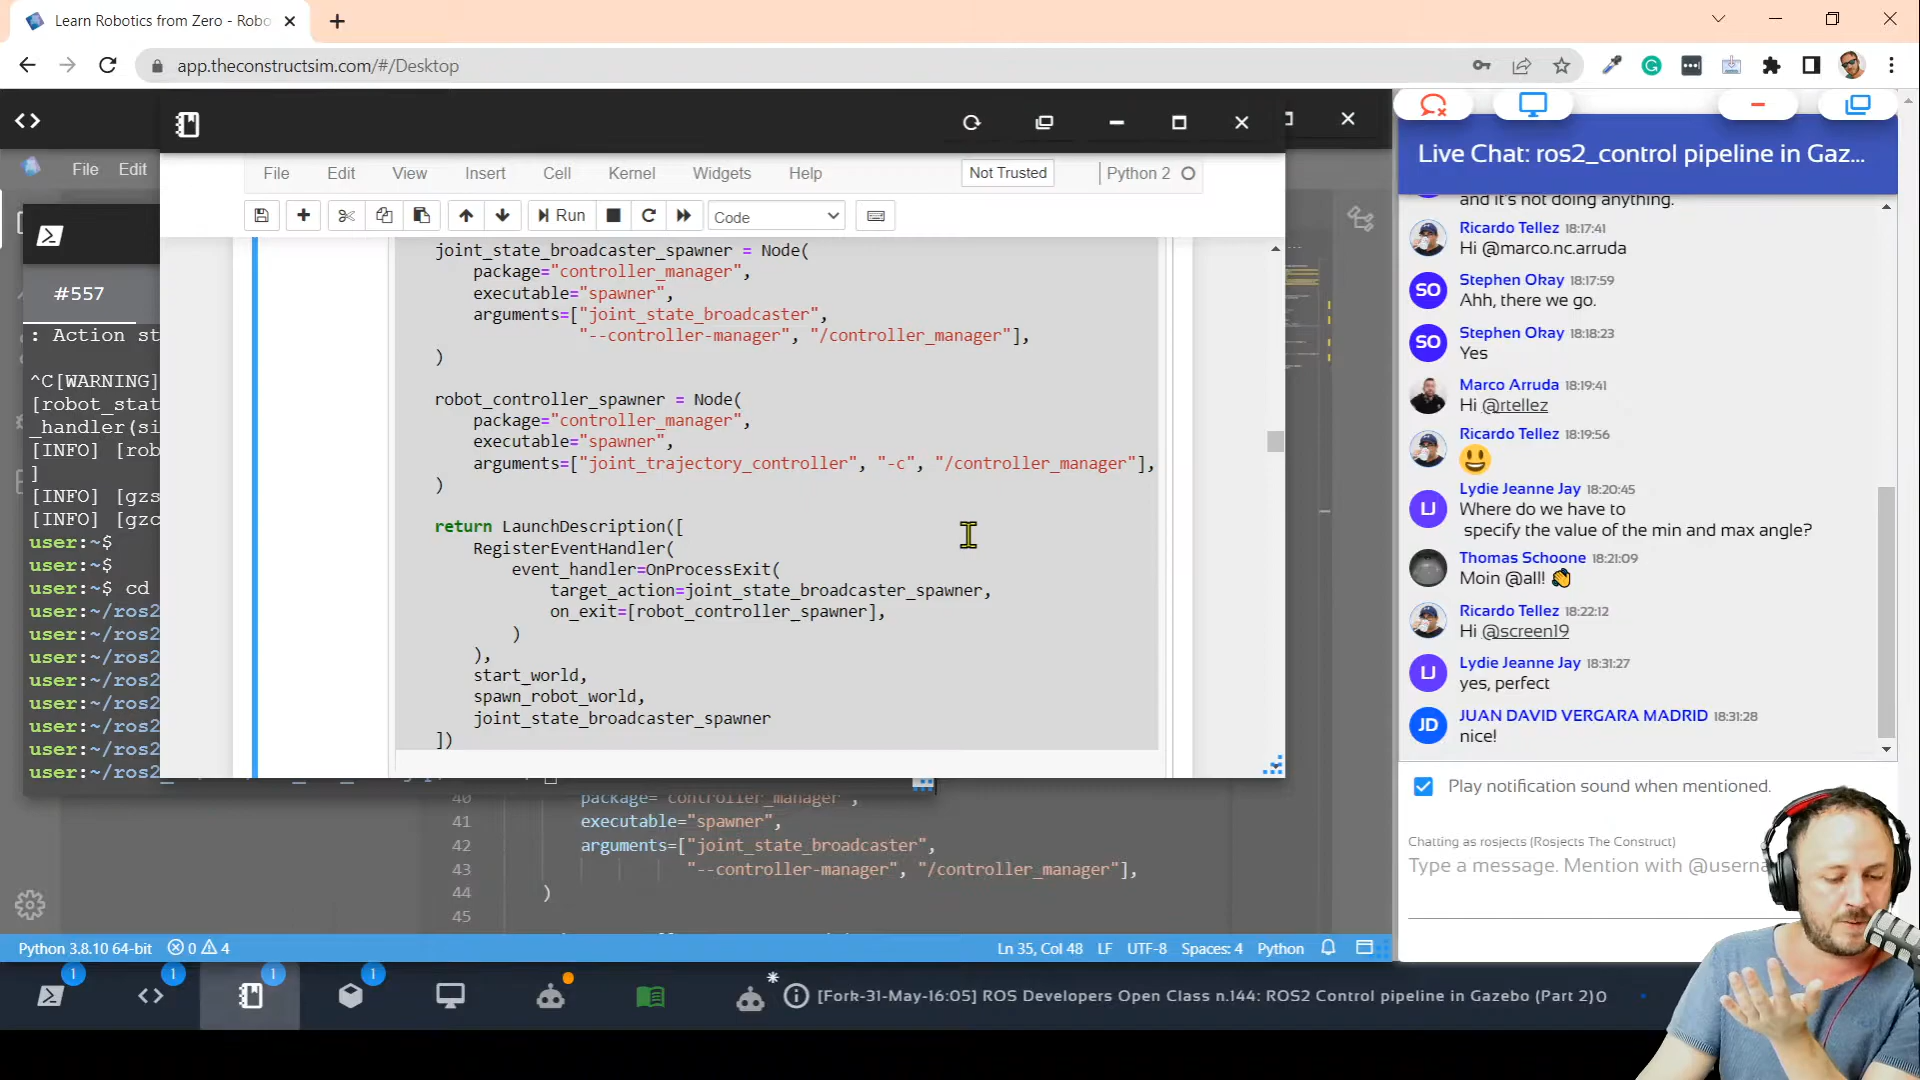 Learn Robotics from Zero - Robo
app.theconstructsim.com/#/Desktop
File Edit
#557
: Action st
^C[WARNING]
[robot_stat
_handler(si
[INFO] [rob
]
[INFO] [gzs
[INFO] [gzc
user:~$
user:~$
user:~$ cd
user:~/ros2
user:~/ros2
user:~/ros2
user:~/ros2
user:~/ros2
user:~/ros2
user:~/ros2
user:~/ros2
File Edit View Insert Cell Kernel Widgets Help
Not Trusted
Python 2
Run
Code
joint_state_broadcaster_spawner = Node(
package="controller_manager",
executable="spawner",
arguments=["joint_state_broadcaster",
"--controller-manager", "/controller_manager"],
)
robot_controller_spawner = Node(
package="controller_manager",
executable="spawner",
arguments=["joint_trajectory_controller", "-c", "/controller_manager"],
)
return LaunchDescription([
RegisterEventHandler(
event_handler=OnProcessExit(
target_action=joint_state_broadcaster_spawner,
on_exit=[robot_controller_spawner],
)
),
start_world,
spawn_robot_world,
joint_state_broadcaster_spawner
])
40 package="controller_manager",
41 executable="spawner",
42 arguments=["joint_state_broadcaster",
43 "--controller-manager", "/controller_manager"],
44 )
45
Python 3.8.10 64-bit 0 4
Ln 35, Col 48 LF UTF-8 Spaces: 4 Python
1 1 1 1
[Fork-31-May-16:05] ROS Developers Open Class n.144: ROS2 Control pipeline in Gazebo (Part 2)0
Live Chat: ros2_control pipeline in Gaz...
and it's not doing anything.
Ricardo Tellez 18:17:41
Hi @marco.nc.arruda
SO
Stephen Okay 18:17:59
Ahh, there we go.
SO
Stephen Okay 18:18:23
Yes
Marco Arruda 18:19:41
Hi @rtellez
Ricardo Tellez 18:19:56
LJ
Lydie Jeanne Jay 18:20:45
Where do we have to
specify the value of the min and max angle?
Thomas Schoone 18:21:09
Moin @all!
Ricardo Tellez 18:22:12
Hi @screen19
LJ
Lydie Jeanne Jay 18:31:27
yes, perfect
JD
JUAN DAVID VERGARA MADRID 18:31:28
nice!
Play notification sound when mentioned.
Chatting as rosjects (Rosjects The Construct)
Type a message. Mention with @userna